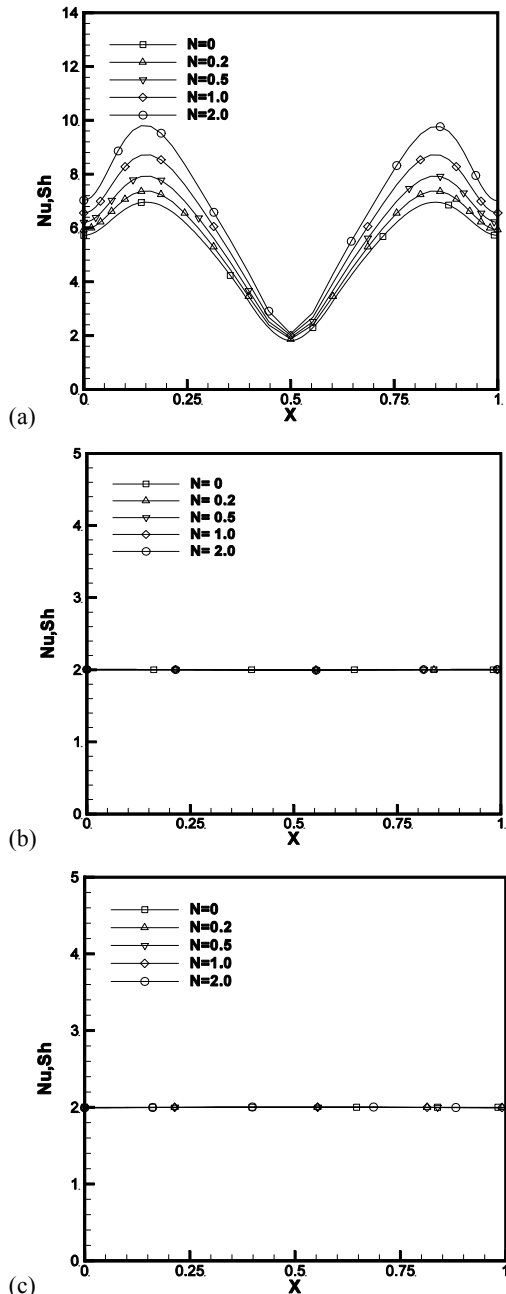 14
12
10
8
6
4
2
0
Nu,Sh
N=0
N=0.2
N=0.5
N=1.0
N=2.0
0. 0.25. 0.5. 0.75. 1.
X
(a)
5
4.
3.
2.
1.
0.
Nu,Sh
N= 0
N= 0.2
N= 0.5
N= 1.0
N= 2.0
0. 0.25. 0.5. 0.75. 1.
X
(b)
5
4.
3.
2.
1.
0.
Nu,Sh
N=0
N=0.2
N=0.5
N=1.0
N=2.0
0. 0.25. 0.5. 0.75. 1.
X
(c)